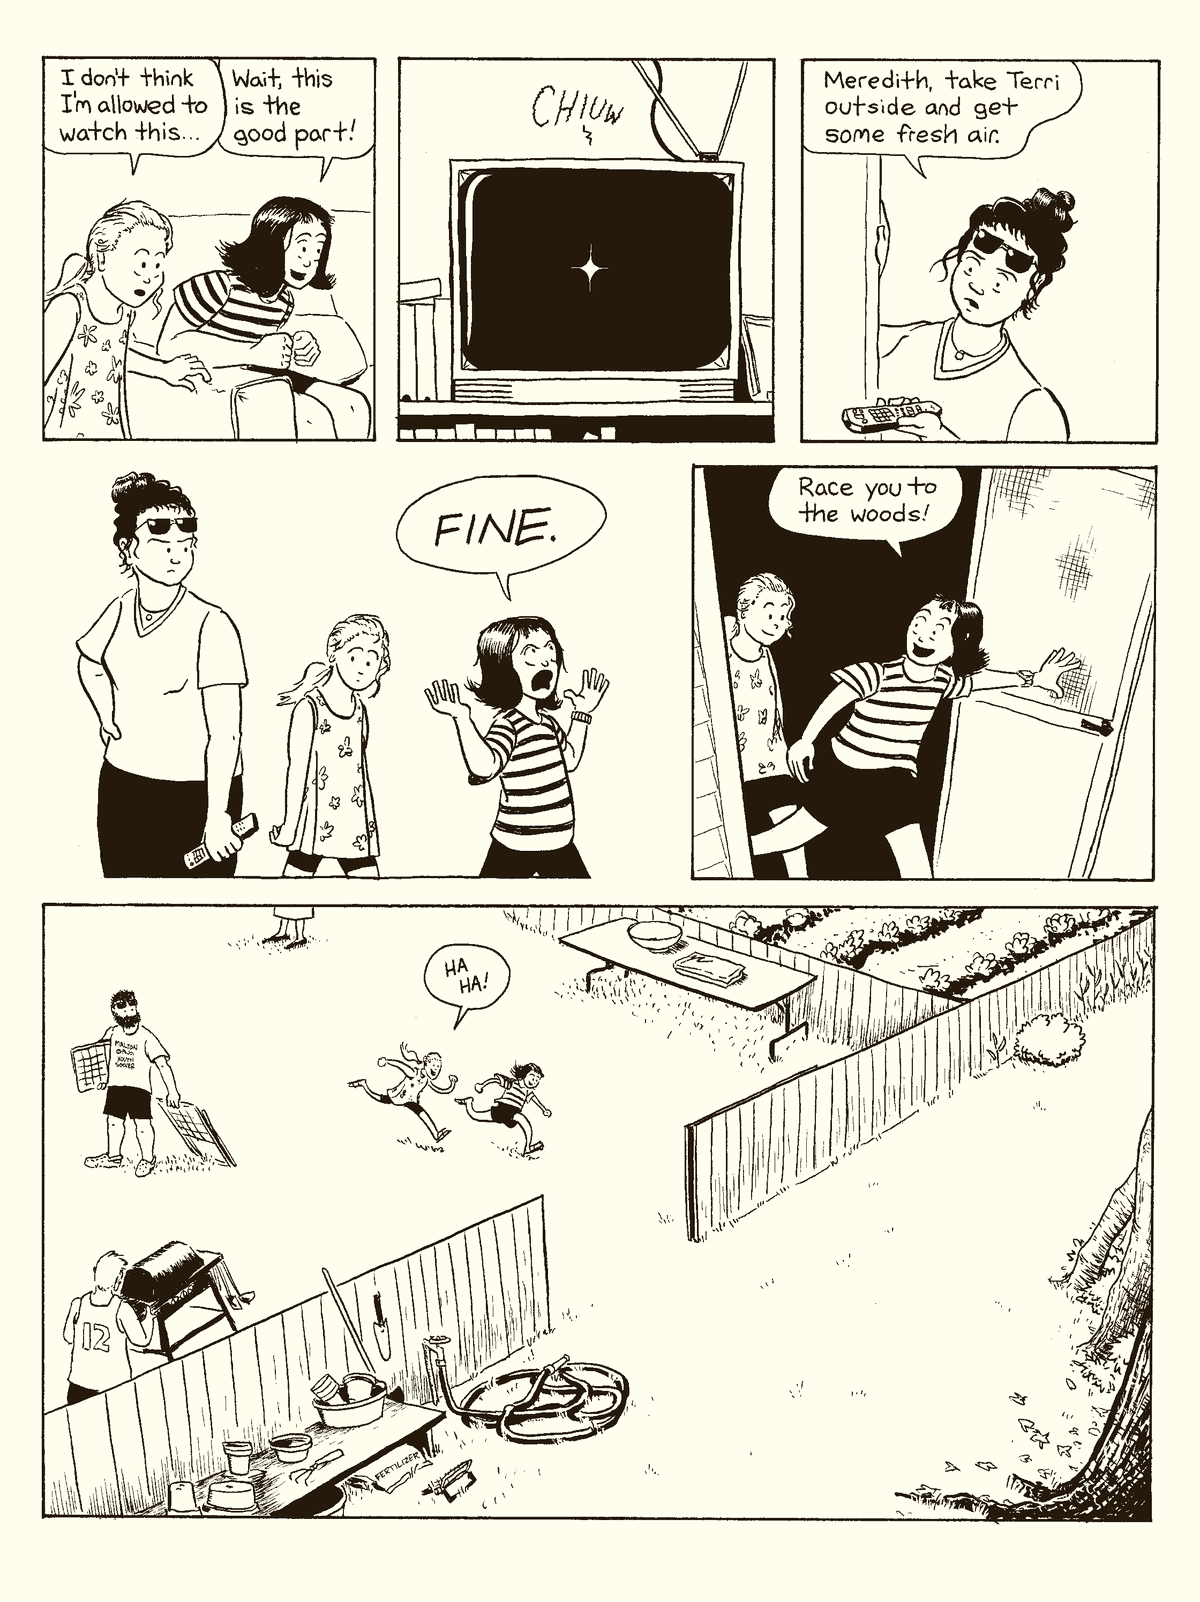 I don't think
I'm allowed to
watch this...
Wait, this
is the
good part!
CHIUW
Meredith, take Terri
outside and get
some fresh air.
FINE.
Race you to
the woods!
HA
HA!
MALTON
YOUTH
SOCCER
12
FERTILIZER